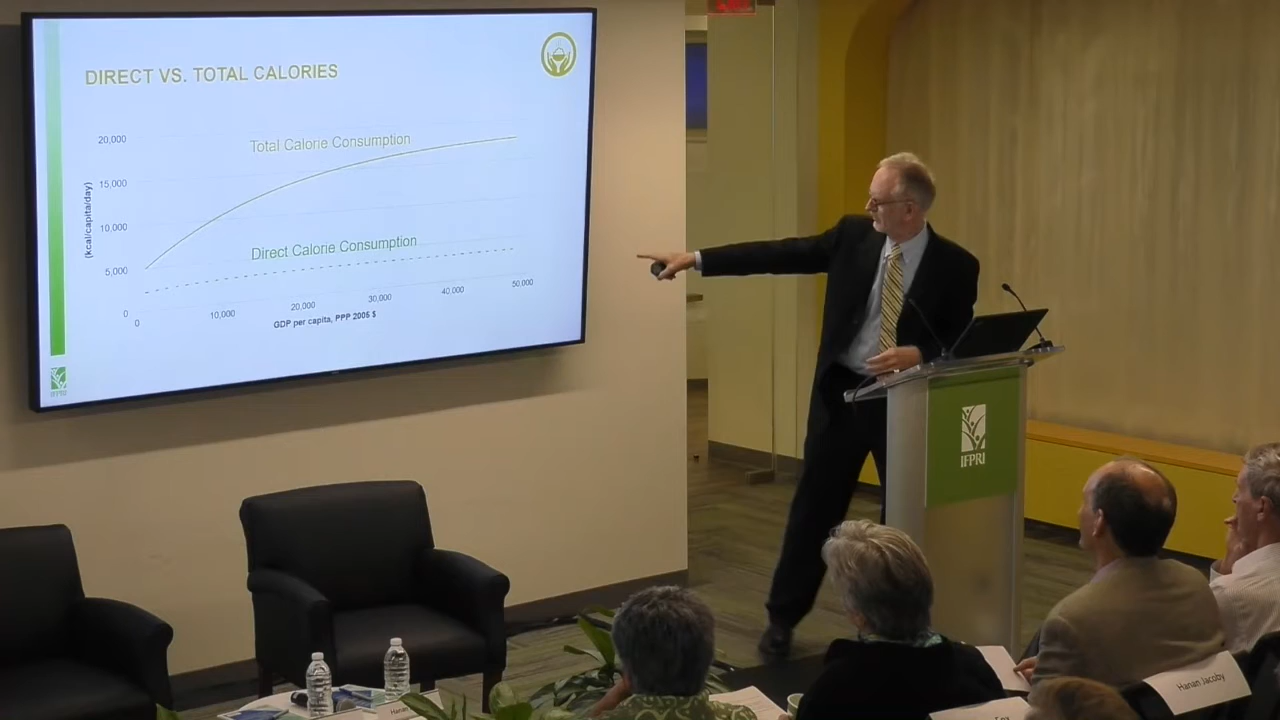 DIRECT VS. TOTAL CALORIES
20,000
Total Calorie Consumption
15,000
(kcal/capita/day)
10,000
Direct Calorie Consumption
5,000
0
0
10,000
20,000
30,000
40,000
50,000
GDP per capita, PPP 2005 $
IFPRI
IFPRI
Hanan Jacoby